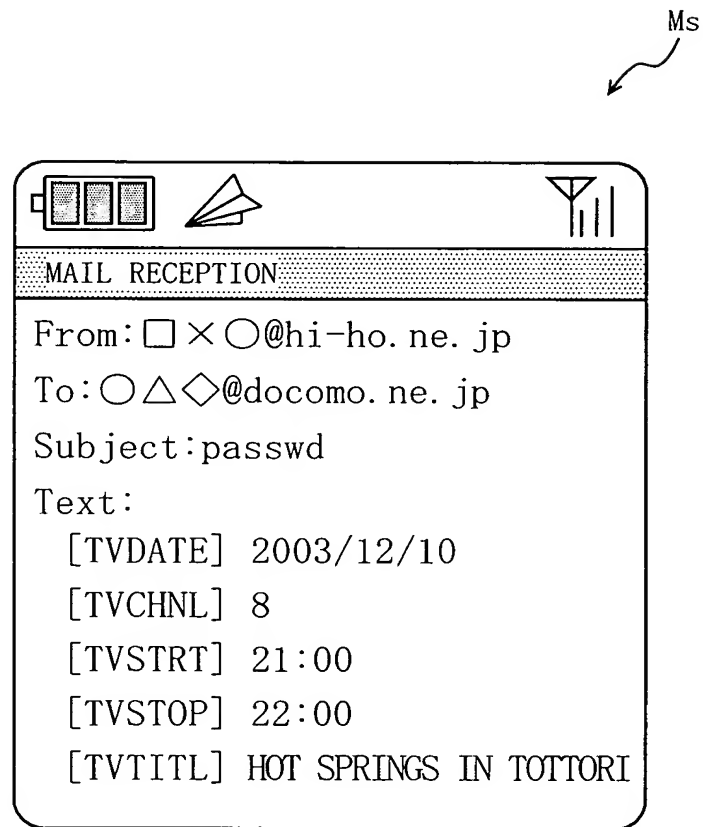 Ms
MAIL RECEPTION
From:□×○@hi-ho.ne.jp
To:○△◇@docomo.ne.jp
Subject:passwd
Text:
[TVDATE] 2003/12/10
[TVCHNL] 8
[TVSTRT] 21:00
[TVSTOP] 22:00
[TVTITL] HOT SPRINGS IN TOTTORI